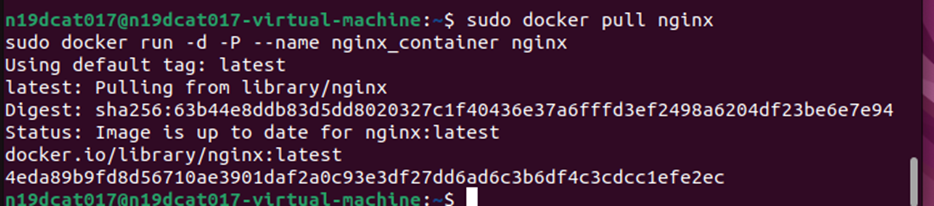 n19dcat017@n19dcat017-virtual-machine:~$ sudo docker pull nginx
sudo docker run -d -P --name nginx_container nginx
Using default tag: latest
latest: Pulling from library/nginx
Digest: sha256:63b44e8ddb83d5dd8020327c1f40436e37a6fffd3ef2498a6204df23be6e7e94
Status: Image is up to date for nginx:latest
docker.io/library/nginx:latest
4eda89b9fd8d56710ae3901daf2a0c93e3df27dd6ad6c3b6df4c3cdcc1efe2ec
n19dcat017@n19dcat017-virtual-machine:~$